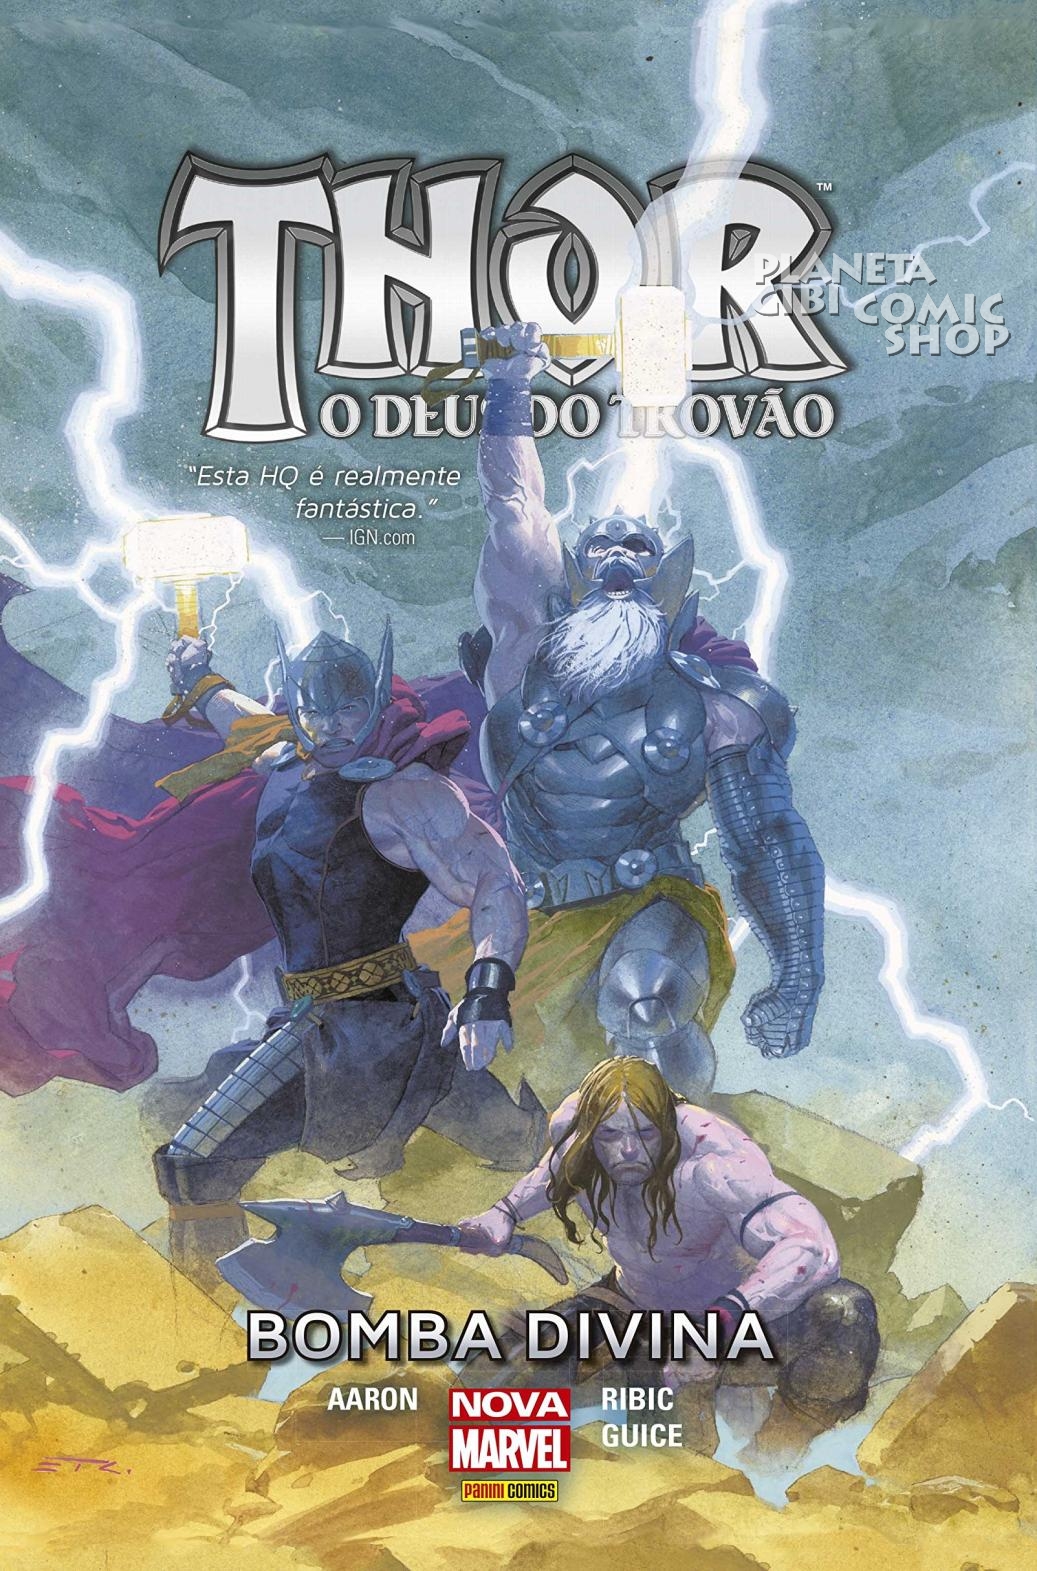 THOR™
PLANETA
GIBI COMIC
SHOP
O DEUS DO TROVÃO
"Esta HQ é realmente
fantástica."
— IGN.com
BOMBA DIVINA
AARON
NOVA
MARVEL
PANINI COMICS
RIBIC
GUICE